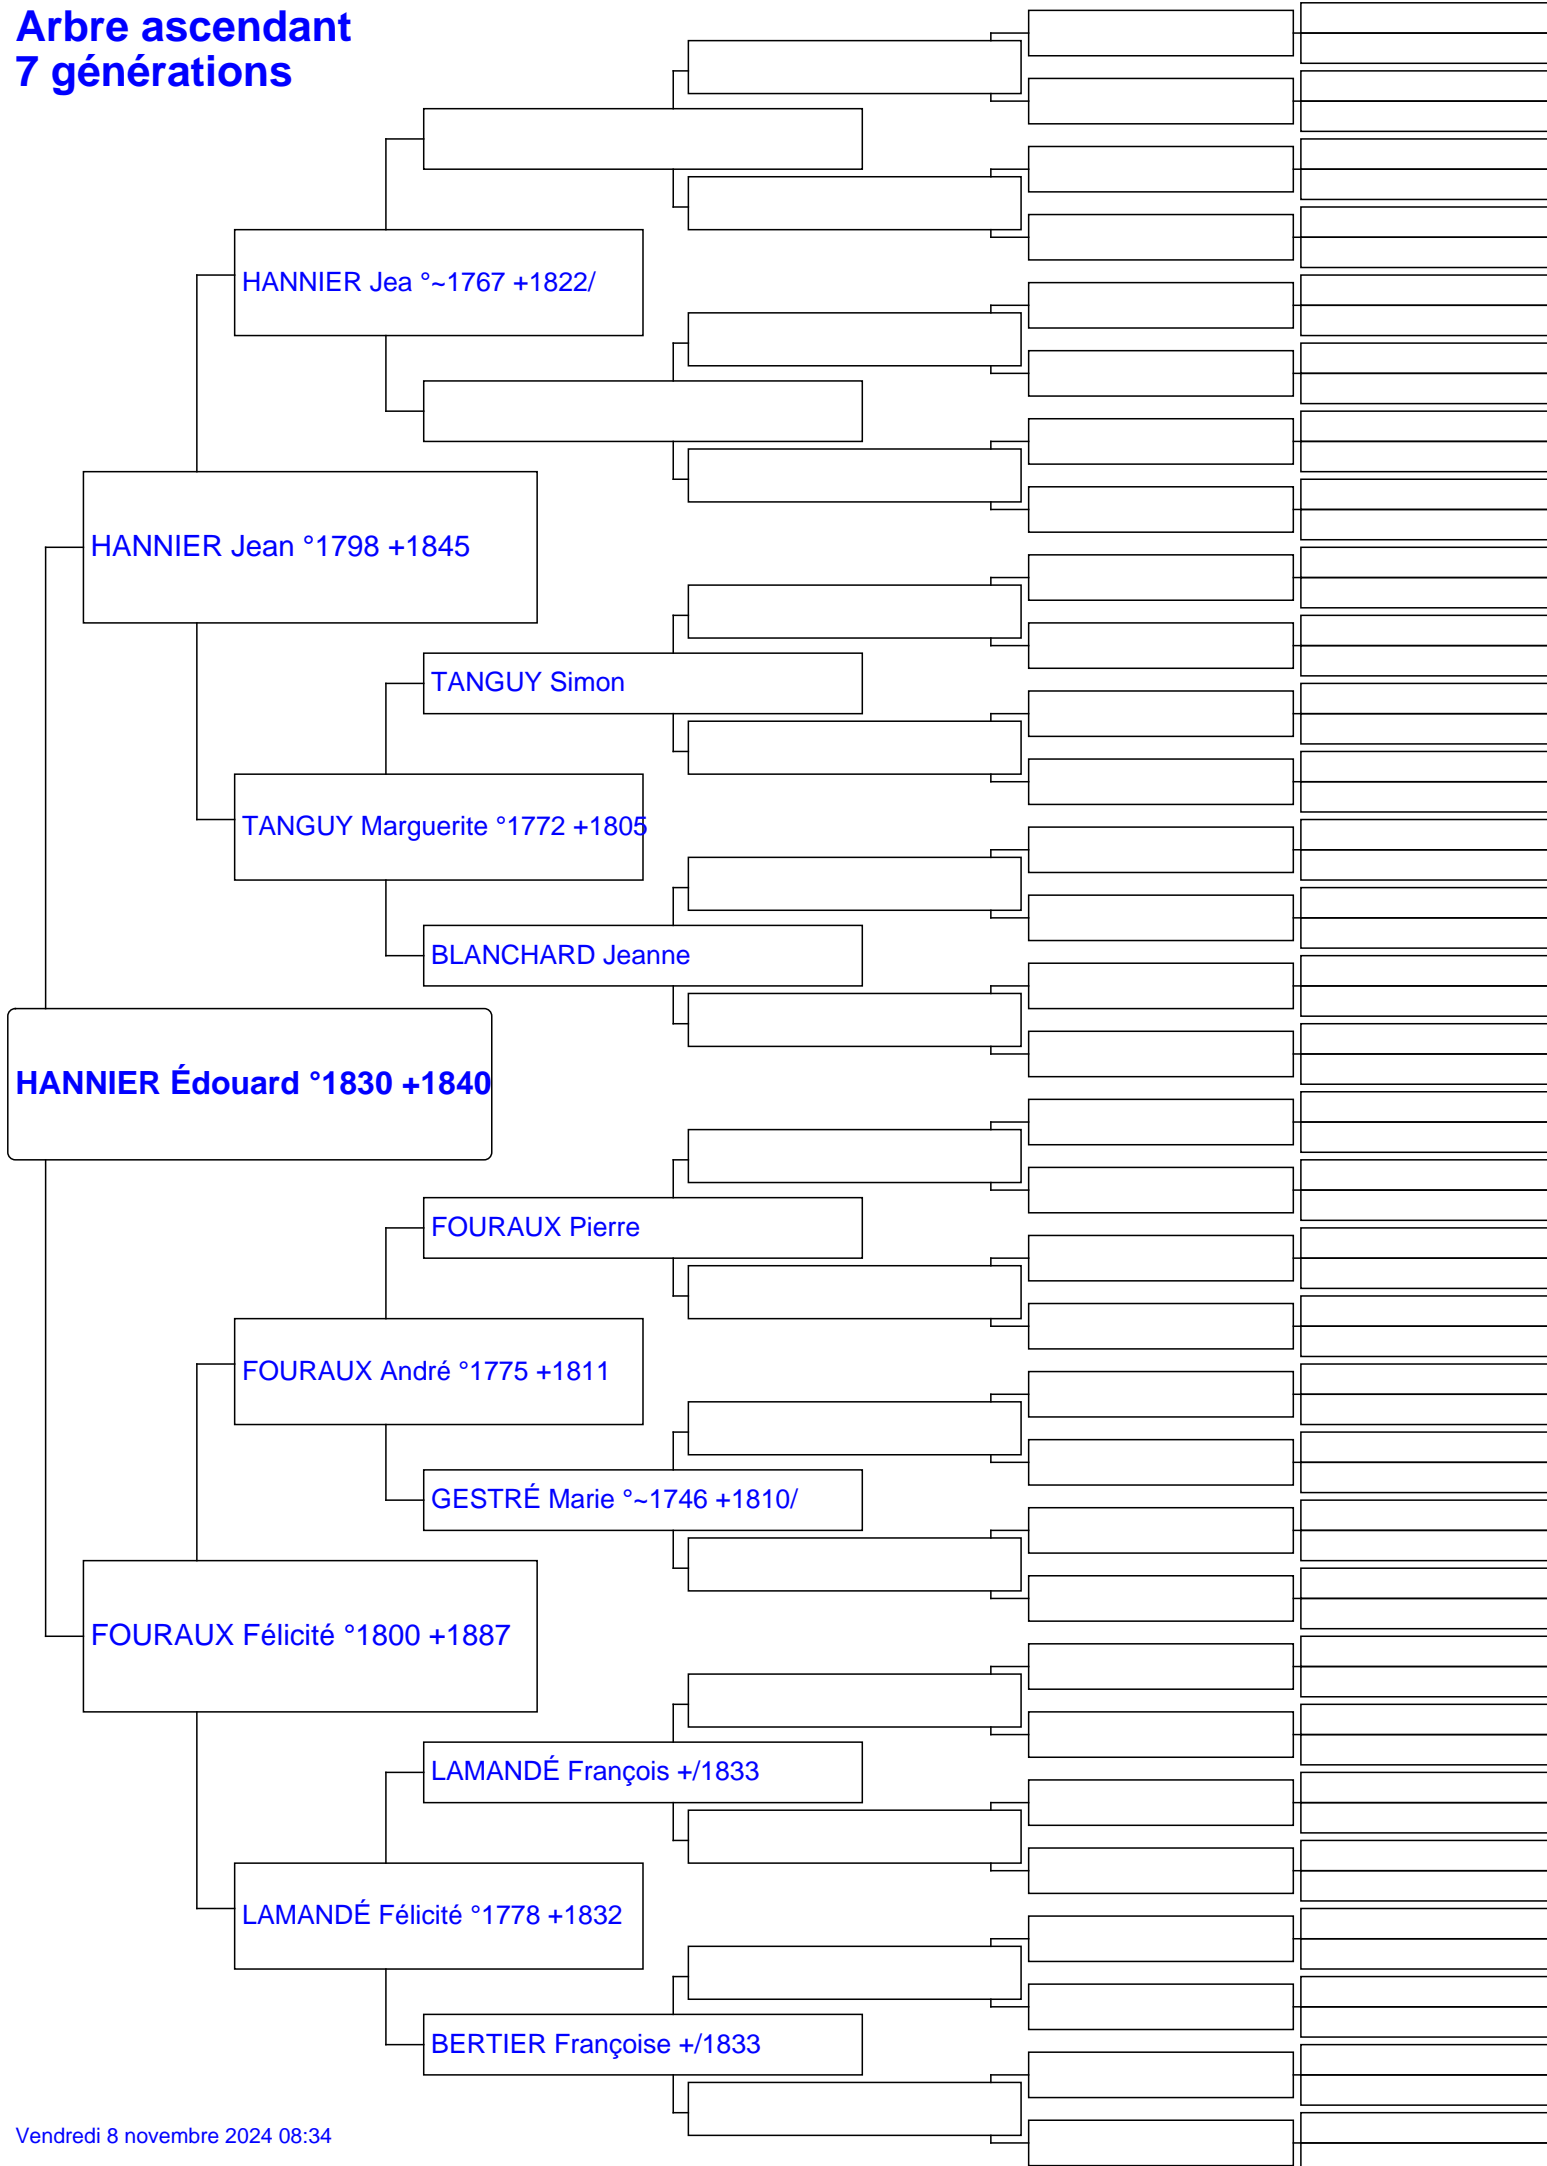 Arbre ascendant
7 générations
HANNIER Jea °~1767 +1822/
HANNIER Jean °1798 +1845
TANGUY Simon
TANGUY Marguerite °1772 +1805
BLANCHARD Jeanne
HANNIER Édouard °1830 +1840
FOURAUX Pierre
FOURAUX André °1775 +1811
GESTRÉ Marie °~1746 +1810/
FOURAUX Félicité °1800 +1887
LAMANDÉ François +/1833
LAMANDÉ Félicité °1778 +1832
BERTIER Françoise +/1833
Vendredi 8 novembre 2024 08:34